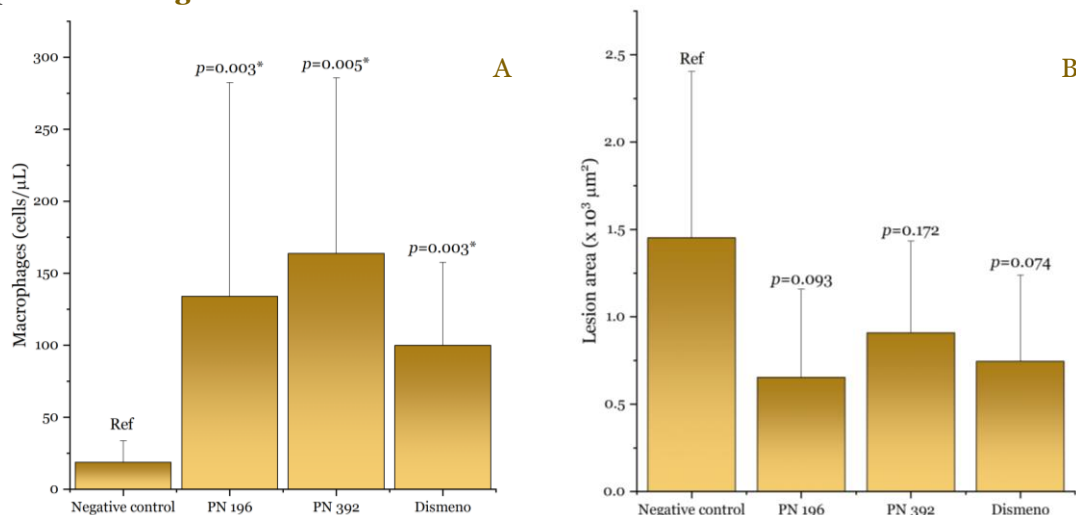 A
Macrophages (cells/μL)
300
250
200
150
100
50
0
Ref
p=0.003*
p=0.005*
p=0.003*
Negative control PN 196 PN 392 Dismeno
B
Lesion area (x 10³ μm²)
2.5
2.0
1.5
1.0
0.5
0.0
Ref
p=0.093
p=0.172
p=0.074
Negative control PN 196 PN 392 Dismeno